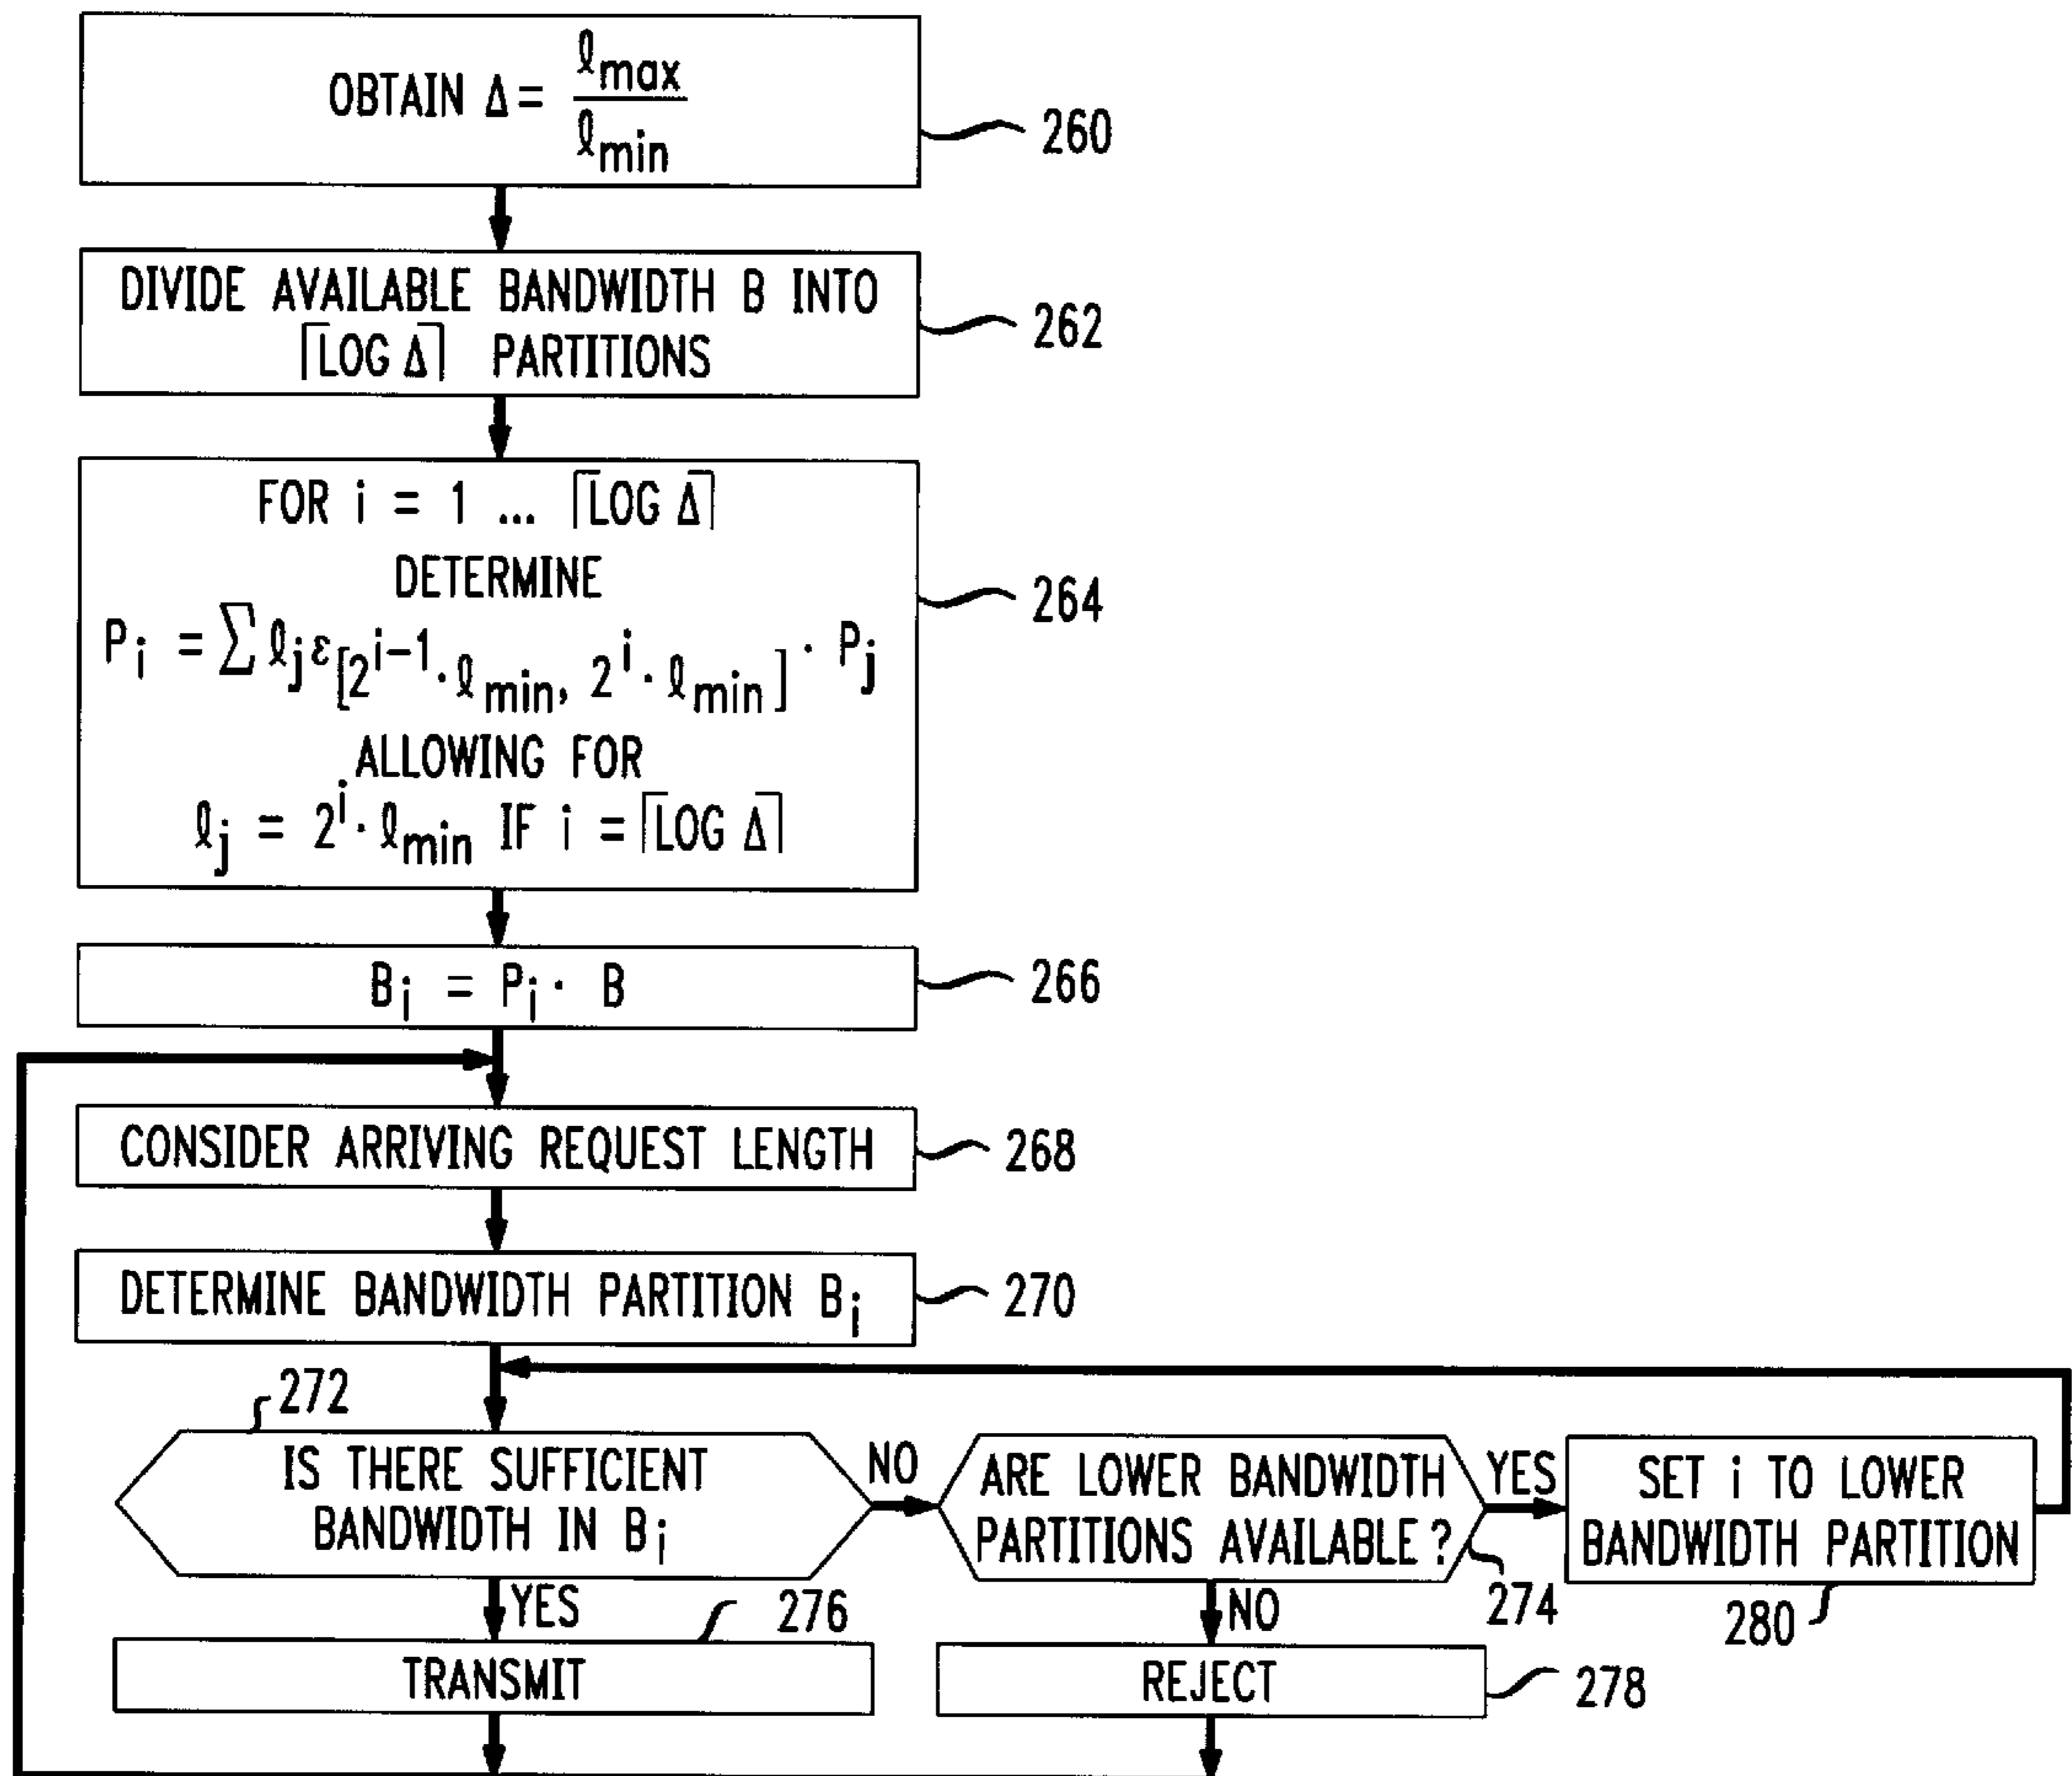 OBTAIN Δ = ℓmax / ℓmin
260
DIVIDE AVAILABLE BANDWIDTH B INTO
⌈LOG Δ⌉ PARTITIONS
262
FOR i = 1 ... ⌈LOG Δ⌉
DETERMINE
Pi = ∑ ℓj ε [2^i-1 · ℓmin, 2^i · ℓmin] · Pj
ALLOWING FOR
ℓj = 2^i · ℓmin IF i = ⌈LOG Δ⌉
264
Bi = Pi · B
266
CONSIDER ARRIVING REQUEST LENGTH
268
DETERMINE BANDWIDTH PARTITION Bi
270
272
IS THERE SUFFICIENT
BANDWIDTH IN Bi
NO
ARE LOWER BANDWIDTH
PARTITIONS AVAILABLE?
274
YES
SET i TO LOWER
BANDWIDTH PARTITION
280
YES
276
TRANSMIT
NO
REJECT
278